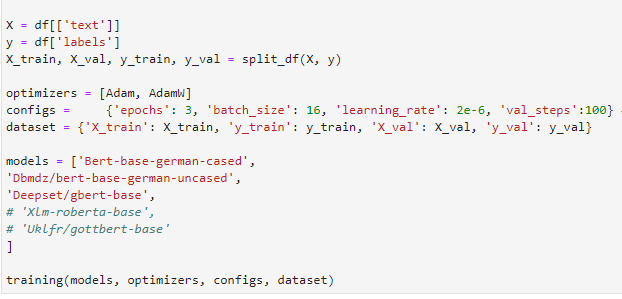 X = df[['text']]
y = df['labels']
X_train, X_val, y_train, y_val = split_df(X, y)
optimizers = [Adam, AdamW]
configs =     {'epochs': 3, 'batch_size': 16, 'learning_rate': 2e-6, 'val_steps':100}
dataset = {'X_train': X_train, 'y_train': y_train, 'X_val': X_val, 'y_val': y_val}
models = ['Bert-base-german-cased',
'Dbmdz/bert-base-german-uncased',
'Deepset/gbert-base',
# 'Xlm-roberta-base',
# 'Uklfr/gottbert-base'
]
training(models, optimizers, configs, dataset)